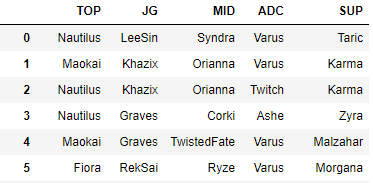 TOP JG MID ADC SUP
0 Nautilus LeeSin Syndra Varus Taric
1 Maokai Khazix Orianna Varus Karma
2 Nautilus Khazix Orianna Twitch Karma
3 Nautilus Graves Corki Ashe Zyra
4 Maokai Graves TwistedFate Varus Malzahar
5 Fiora RekSai Ryze Varus Morgana